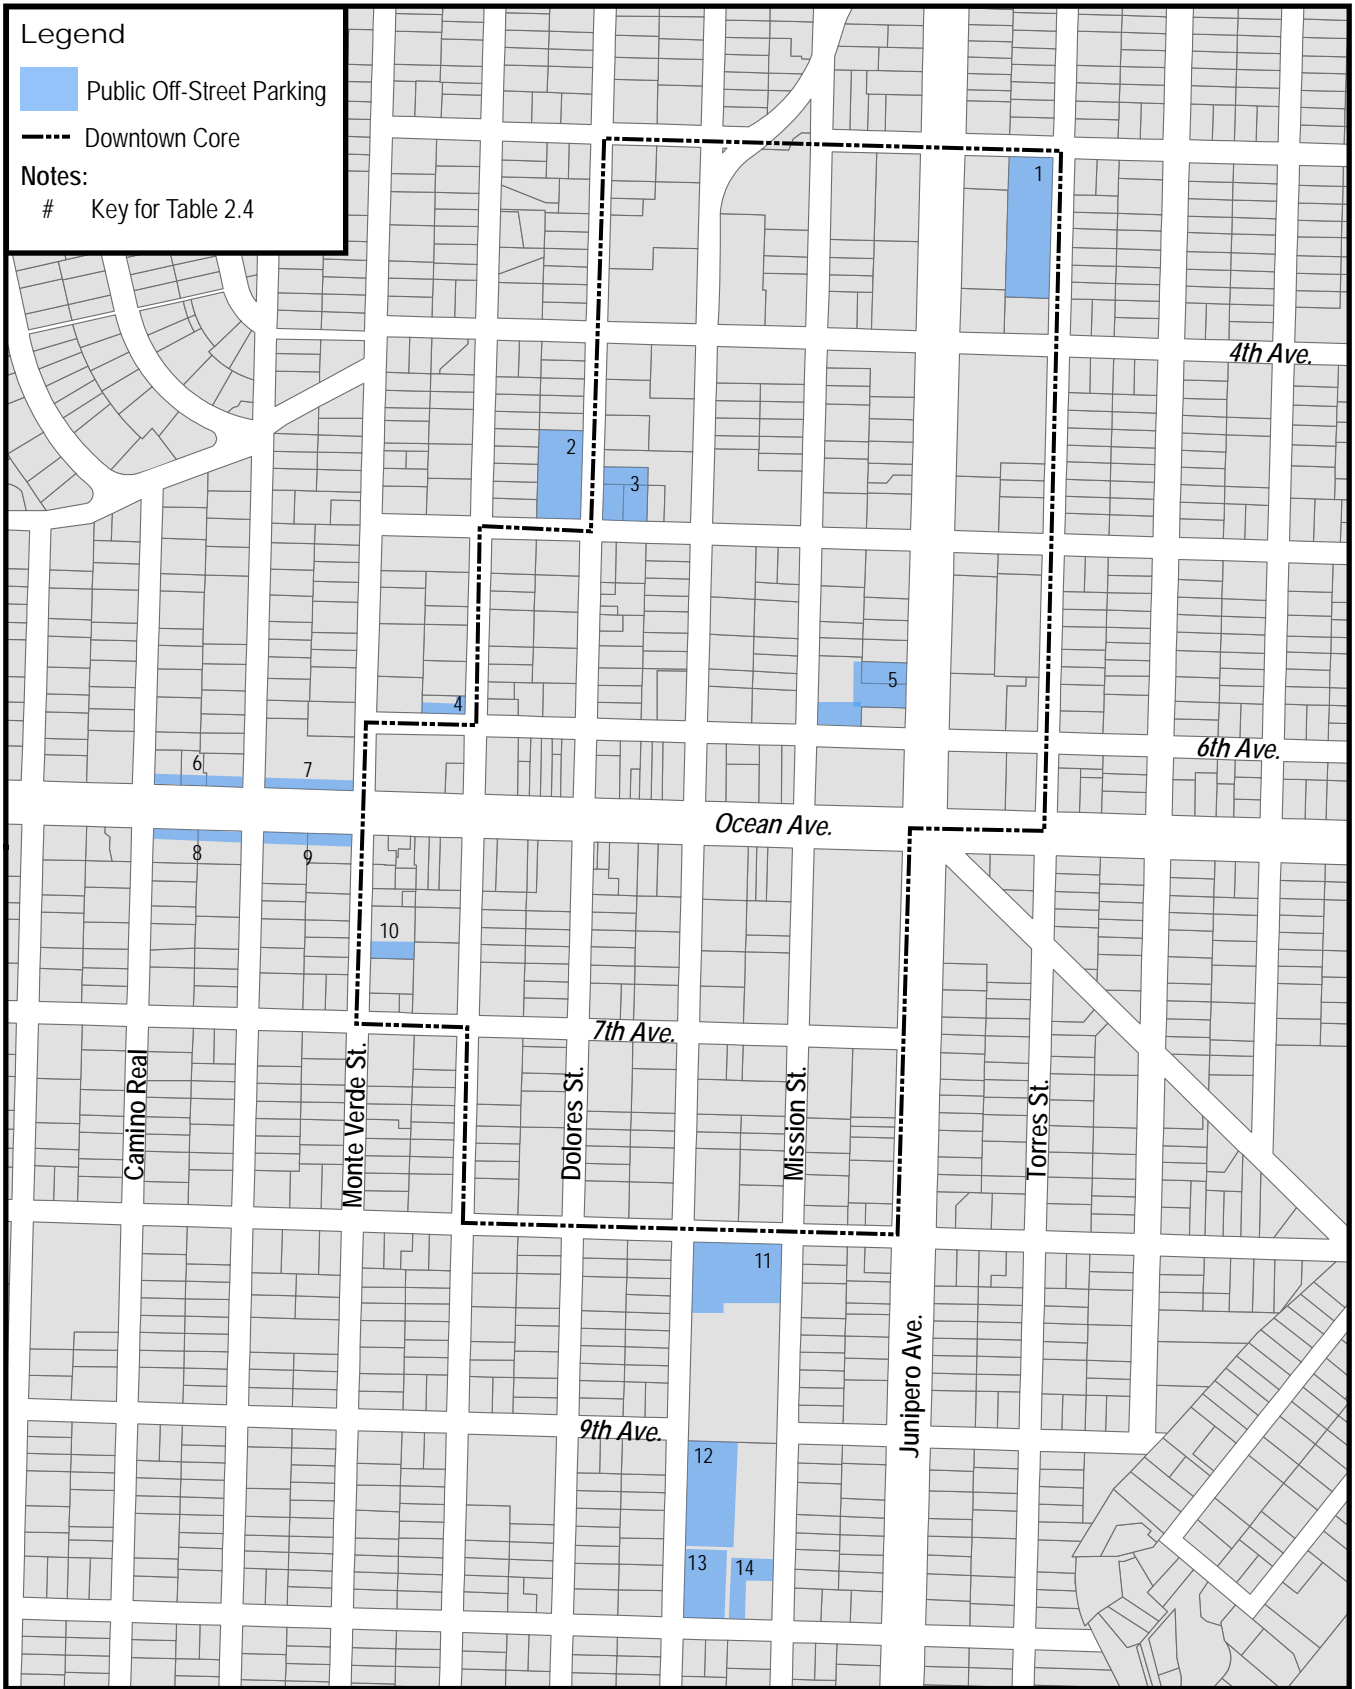 Legend
Public Off-Street Parking
Downtown Core
Notes:
# Key for Table 2.4
1
4th Ave.
2
3
5
4
6th Ave.
6
7
Ocean Ave.
8
9
10
7th Ave.
Camino Real
Monte Verde St.
Dolores St.
Mission St.
Torres St.
11
Junipero Ave.
9th Ave.
12
13
14